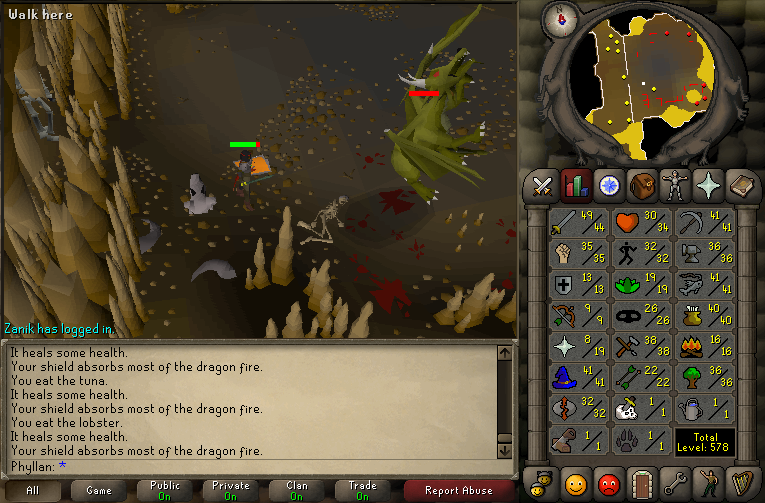 Walk here
Zanik has logged in.
It heals some health.
Your shield absorbs most of the dragon fire.
You eat the tuna.
It heals some health.
Your shield absorbs most of the dragon fire.
You eat the lobster.
It heals some health.
Your shield absorbs most of the dragon fire.
Phyllan: *
All
Game
Public
On
Private
On
Clan
On
Trade
On
Report Abuse
49/44 30/34 41/41
35/35 32/32 36/36
13/13 19/19 41/41
9/9 26/26 40/40
8/19 38/38 16/16
41/41 22/22 36/36
32/32 1/1 1/1
1/1 1/1
Total
Level: 578